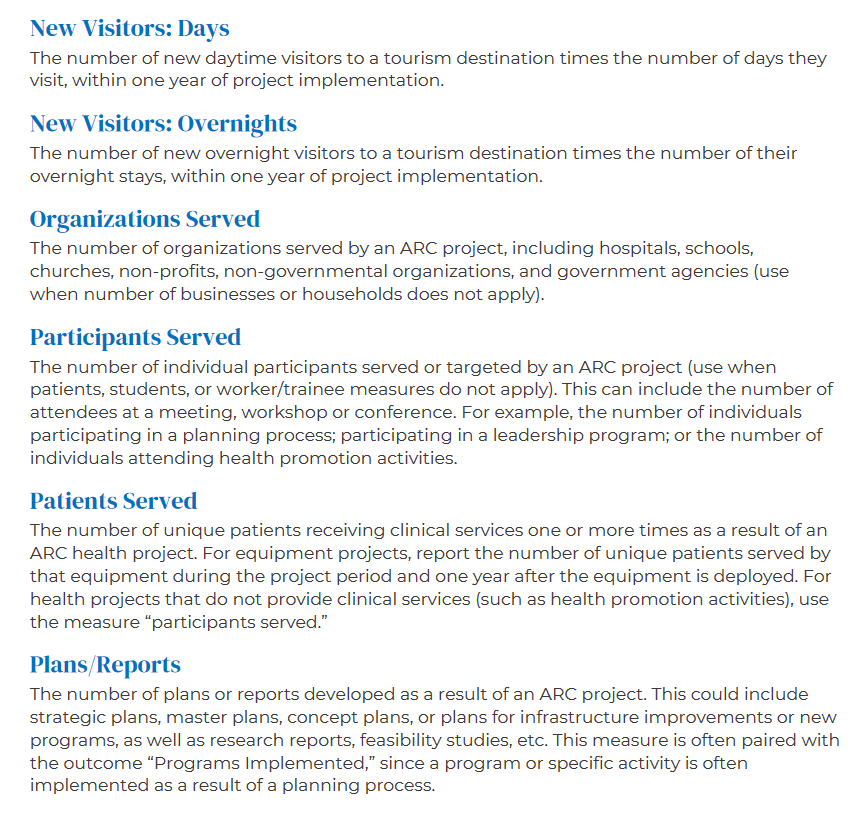 New Visitors: Days
The number of new daytime visitors to a tourism destination times the number of days they
visit, within one year of project implementation.
New Visitors: Overnights
The number of new overnight visitors to a tourism destination times the number of their
overnight stays, within one year of project implementation.
Organizations Served
The number of organizations served by an ARC project, including hospitals, schools,
churches, non-profits, non-governmental organizations, and government agencies (use
when number of businesses or households does not apply).
Participants Served
The number of individual participants served or targeted by an ARC project (use when
patients, students, or worker/trainee measures do not apply). This can include the number of
attendees at a meeting, workshop or conference. For example, the number of individuals
participating in a planning process; participating in a leadership program; or the number of
individuals attending health promotion activities.
Patients Served
The number of unique patients receiving clinical services one or more times as a result of an
ARC health project. For equipment projects, report the number of unique patients served by
that equipment during the project period and one year after the equipment is deployed. For
health projects that do not provide clinical services (such as health promotion activities), use
the measure “participants served.”
Plans/Reports
The number of plans or reports developed as a result of an ARC project. This could include
strategic plans, master plans, concept plans, or plans for infrastructure improvements or new
programs, as well as research reports, feasibility studies, etc. This measure is often paired with
the outcome “Programs Implemented,” since a program or specific activity is often
implemented as a result of a planning process.